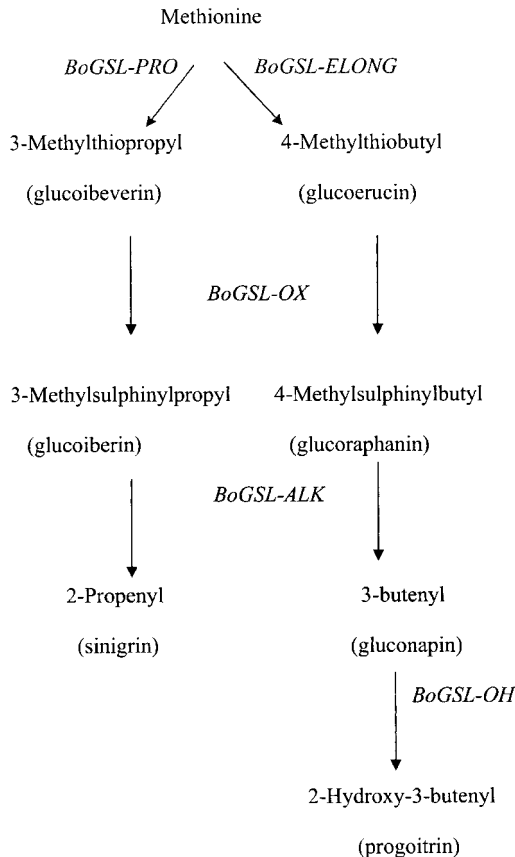 Methionine
BoGSL-PRO BoGSL-ELONG
3-Methylthiopropyl 4-Methylthiobutyl
(glucoibeverin) (glucoerucin)
BoGSL-OX
3-Methylsulphinylpropyl 4-Methylsulphinylbutyl
(glucoiberin) (glucoraphanin)
BoGSL-ALK
2-Propenyl 3-butenyl
(sinigrin) (gluconapin)
BoGSL-OH
2-Hydroxy-3-butenyl
(progoitrin)